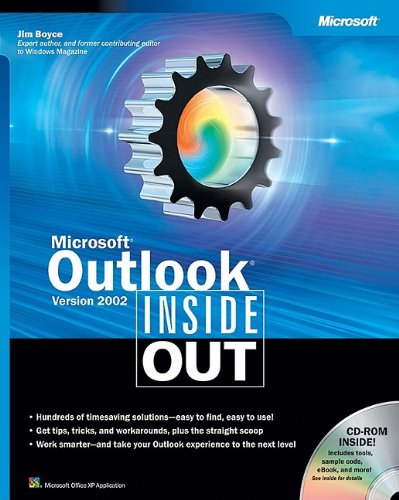 Jim Boyce
Expert author, and former contributing editor
to Windows Magazine
Microsoft®
Microsoft®
Outlook®
Version 2002
INSIDE
OUT
• Hundreds of timesaving solutions—easy to find, easy to use!
• Get tips, tricks, and workarounds, plus the straight scoop
• Work smarter—and take your Outlook experience to the next level
CD-ROM
INSIDE!
Includes tools,
sample code,
eBook, and more!
See inside for details
Microsoft Office XP Application